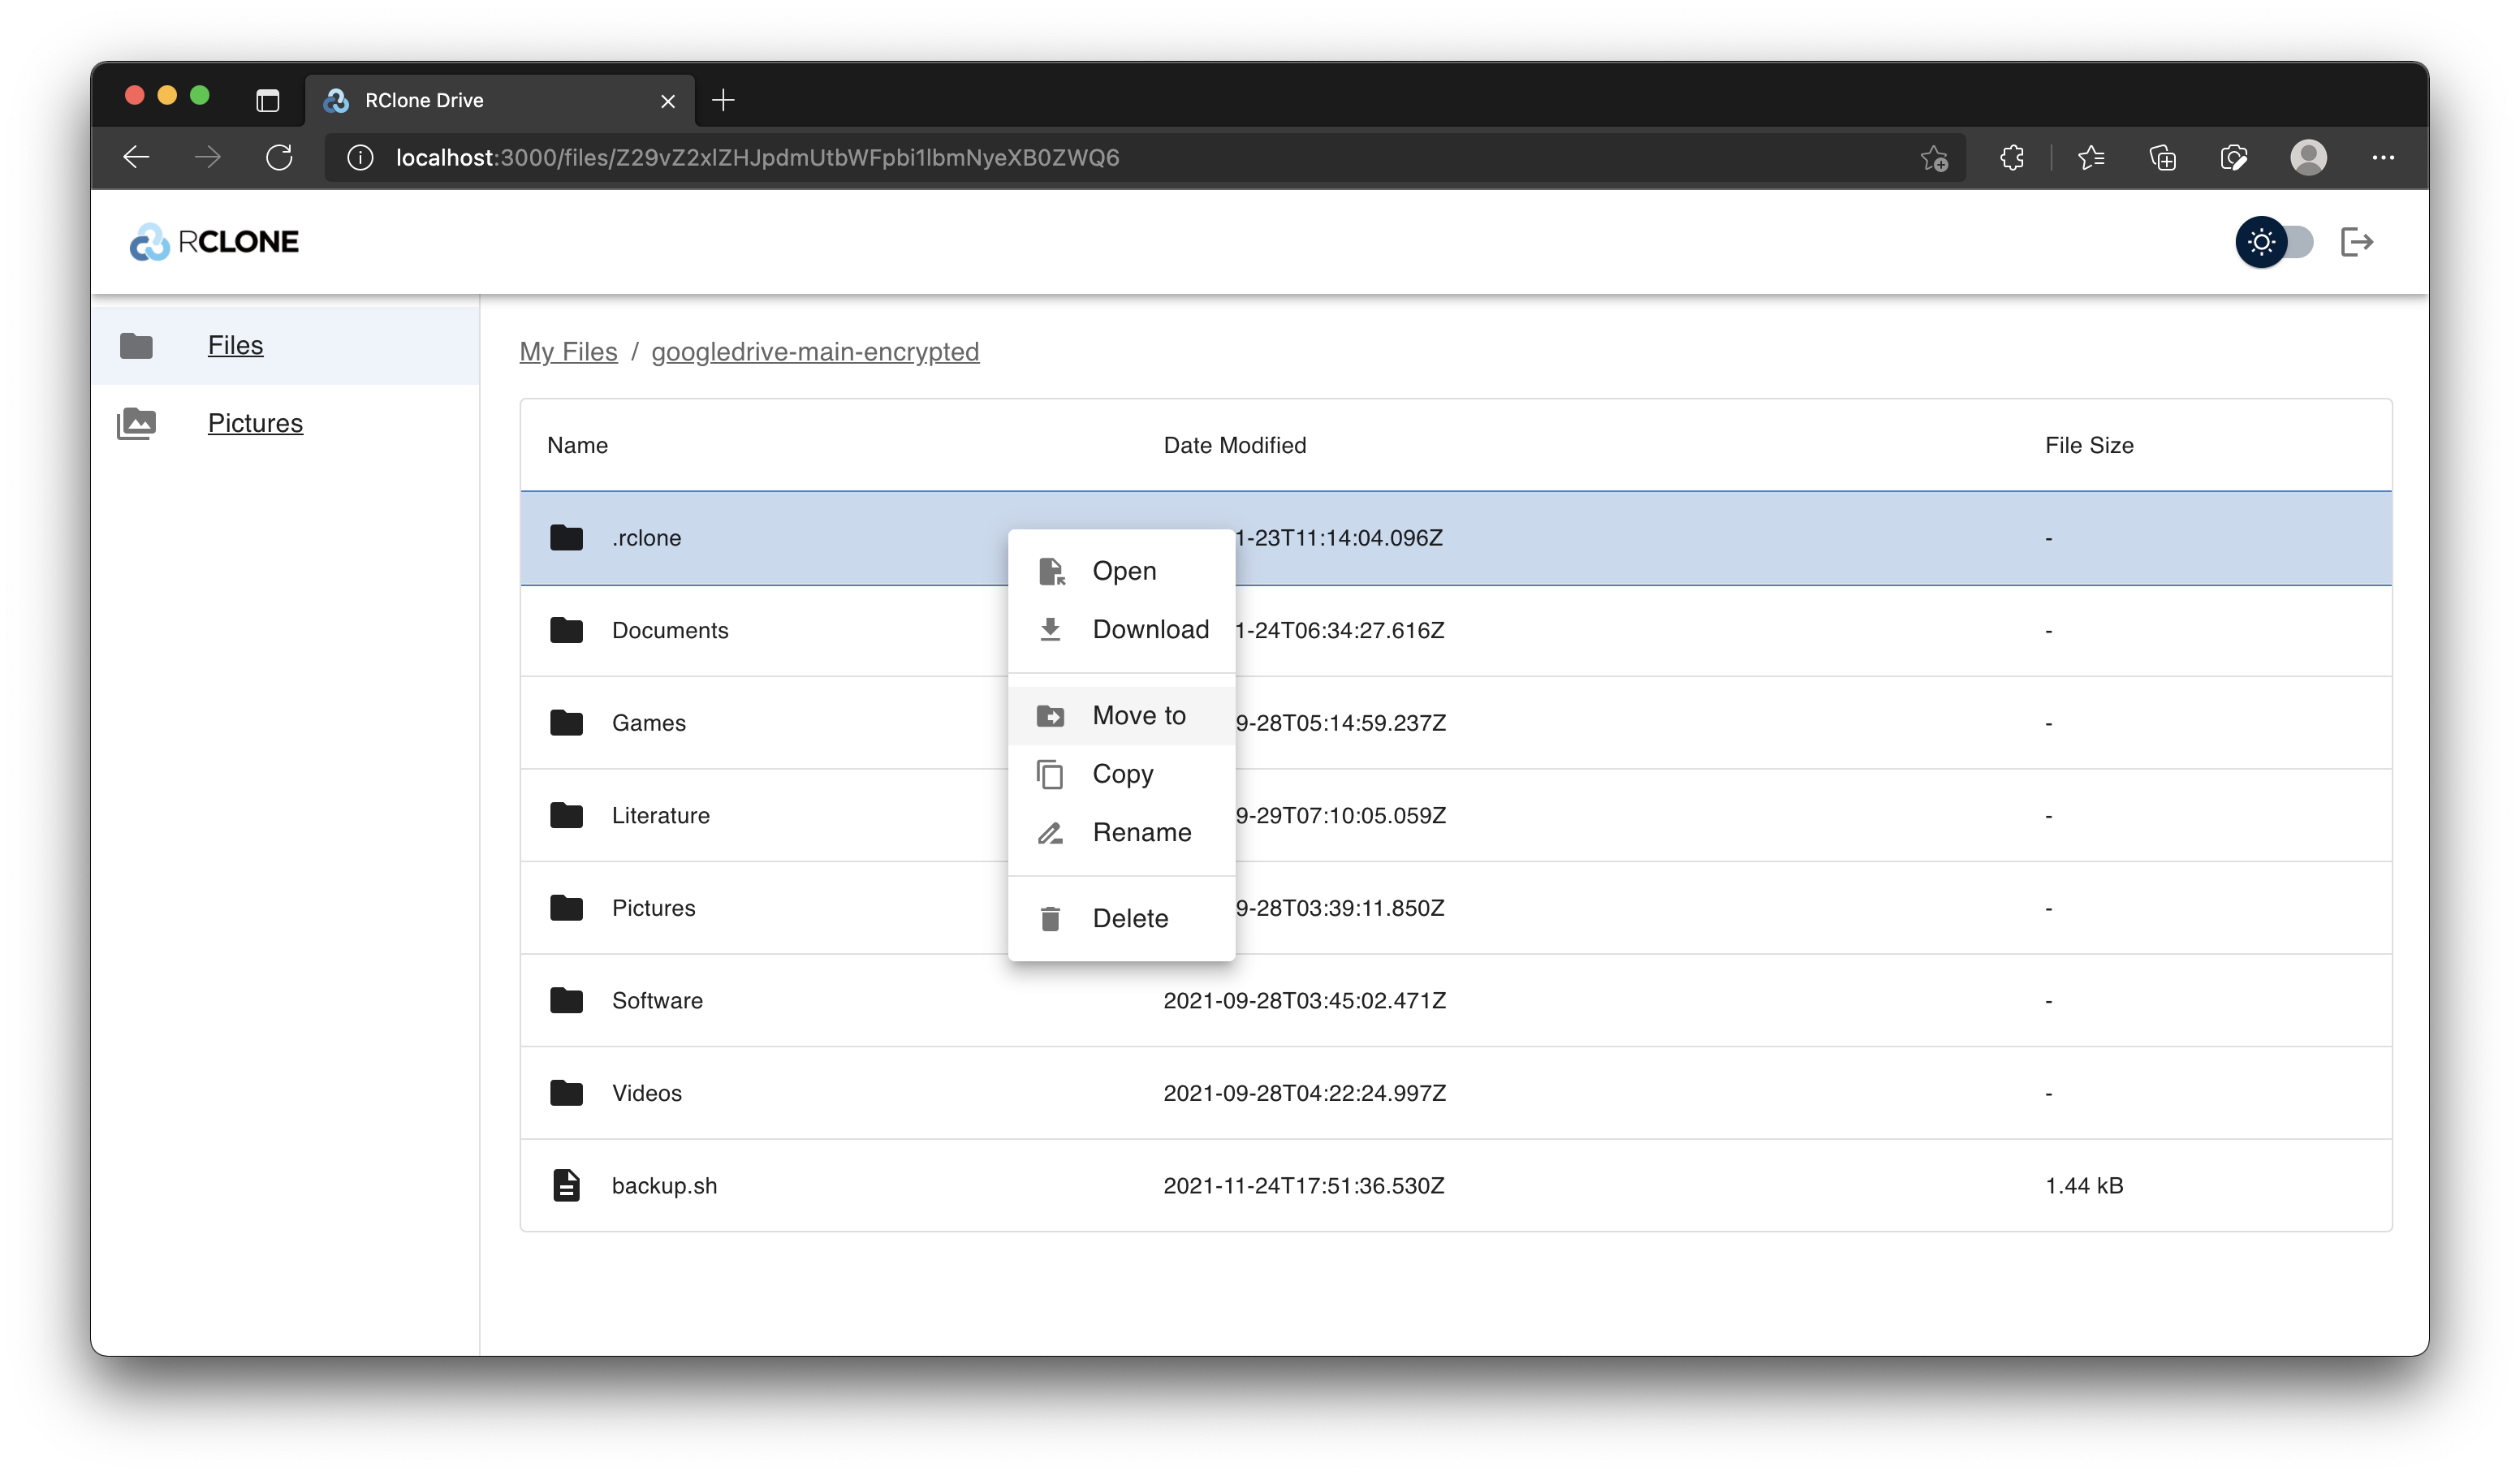 RClone Drive
localhost:3000/files/Z29vZ2xlZHJpdmUtbWFpbi1lbmNyeXB0ZWQ6
RCLONE
Files
Pictures
My Files / googledrive-main-encrypted
Name Date Modified File Size
.rclone 1-23T11:14:04.096Z -
Documents 1-24T06:34:27.616Z -
Games 9-28T05:14:59.237Z -
Literature 9-29T07:10:05.059Z -
Pictures 9-28T03:39:11.850Z -
Software 2021-09-28T03:45:02.471Z -
Videos 2021-09-28T04:22:24.997Z -
backup.sh 2021-11-24T17:51:36.530Z 1.44 kB
Open
Download
Move to
Copy
Rename
Delete